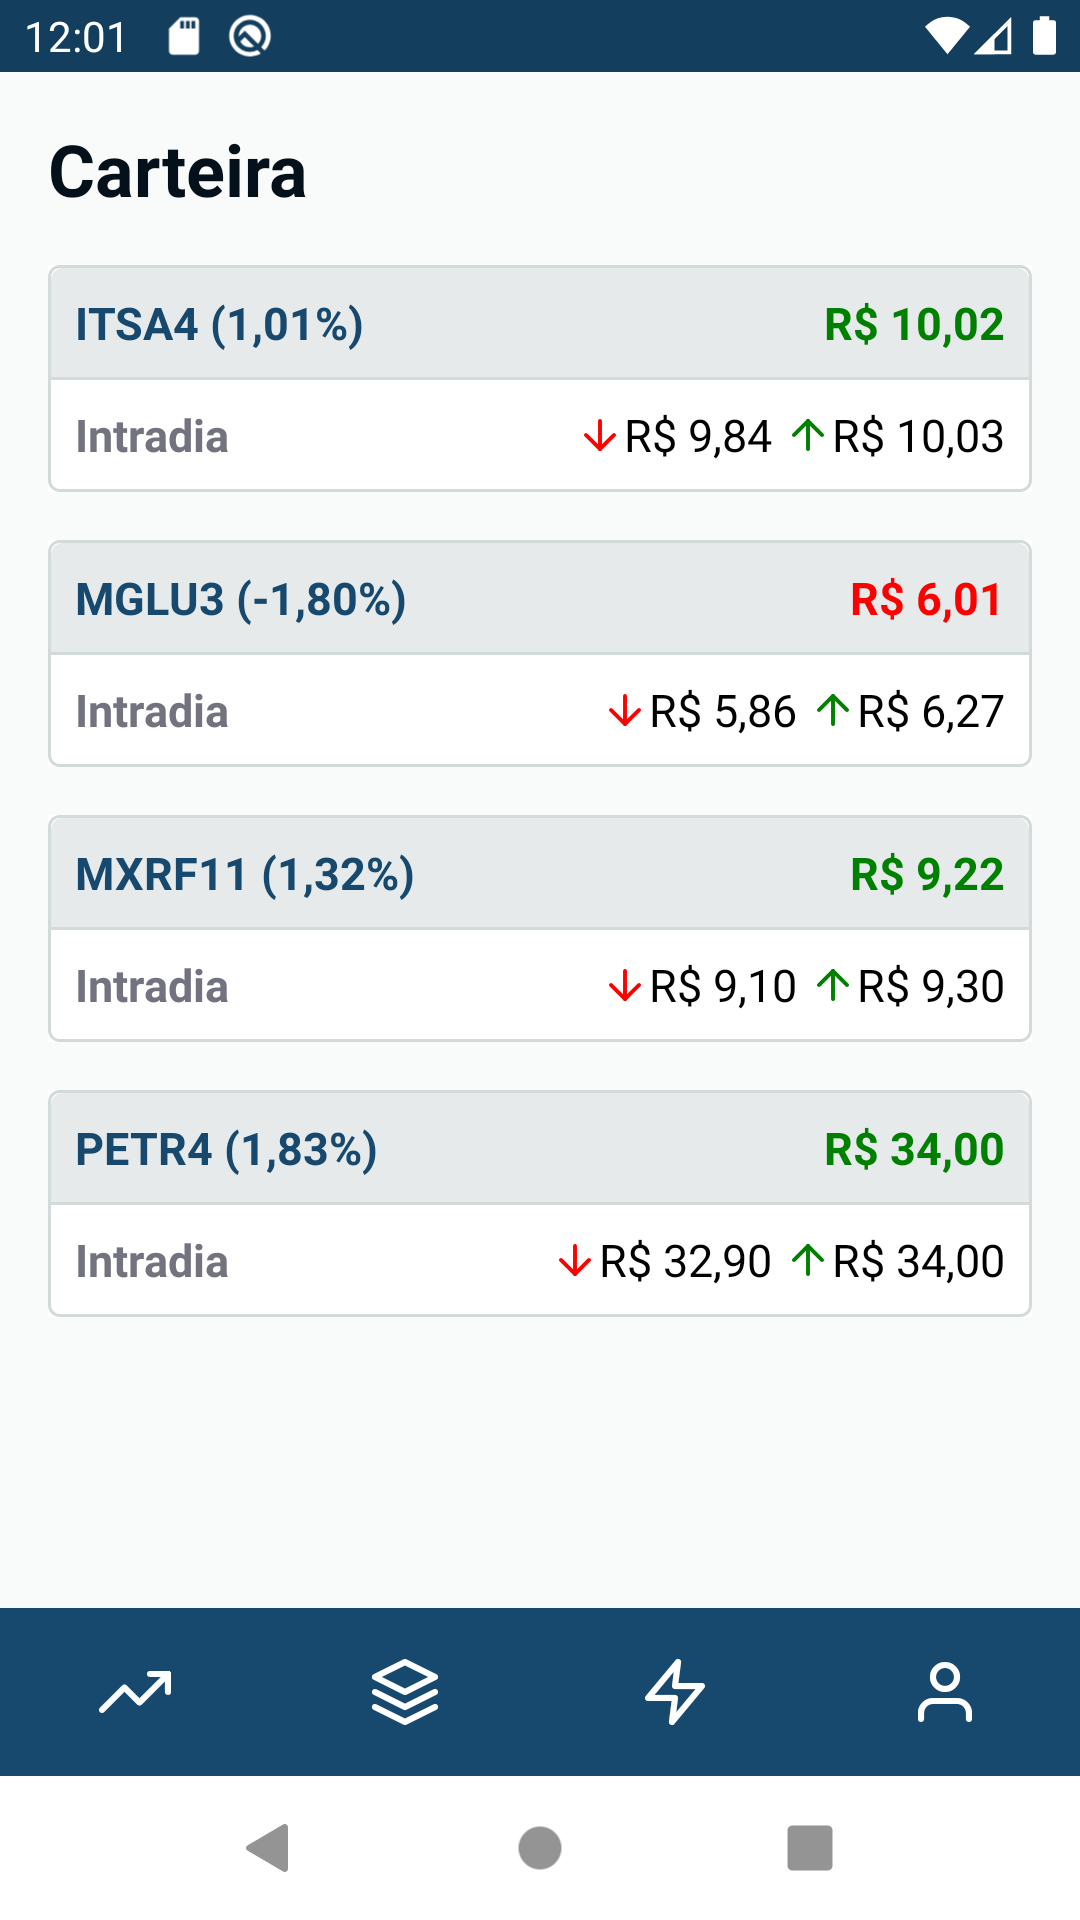 12:01
Carteira
ITSA4 (1,01%) R$ 10,02
Intradia R$ 9,84 R$ 10,03
MGLU3 (-1,80%) R$ 6,01
Intradia R$ 5,86 R$ 6,27
MXRF11 (1,32%) R$ 9,22
Intradia R$ 9,10 R$ 9,30
PETR4 (1,83%) R$ 34,00
Intradia R$ 32,90 R$ 34,00